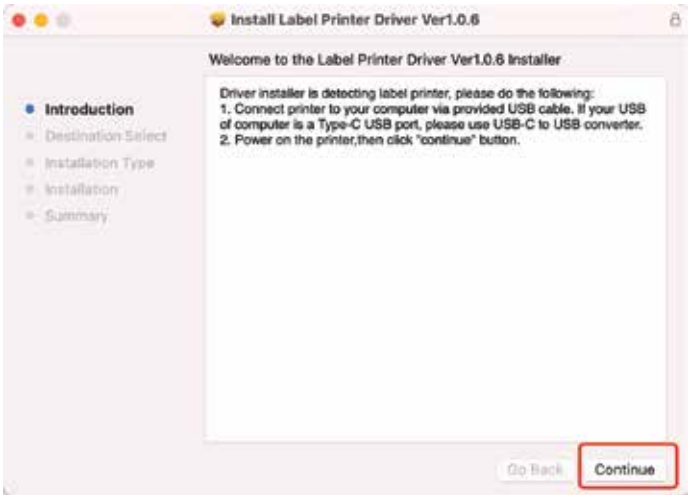 Install Label Printer Driver Ver1.0.6
Welcome to the Label Printer Driver Ver1.0.6 Installer
Introduction
Destination Select
Installation Type
Installation
Summary
Driver installer is detecting label printer, please do the following:
1. Connect printer to your computer via provided USB cable. If your USB
of computer is a Type-C USB port, please use USB-C to USB converter.
2. Power on the printer,then click "continue" button.
Go Back
Continue